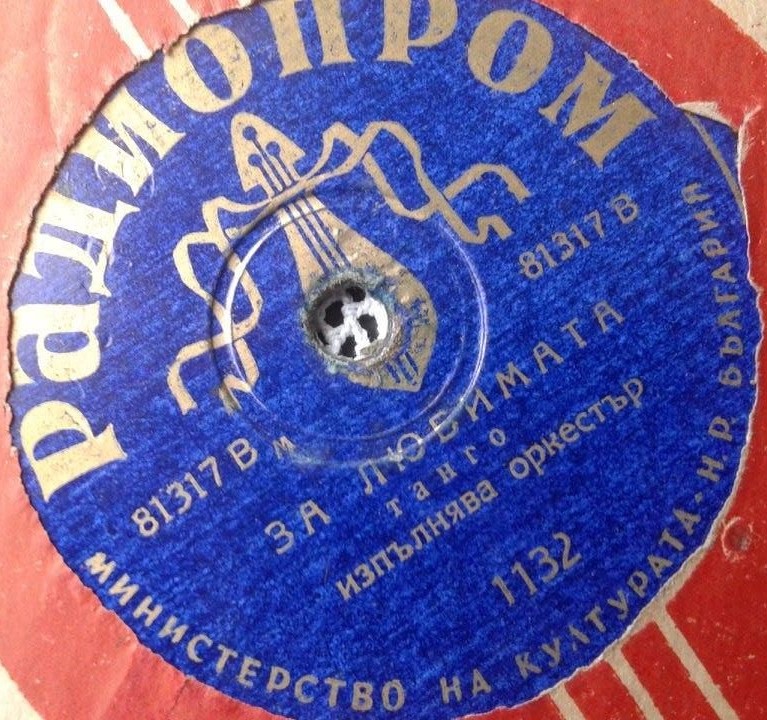 РАДИОПРОМ
81317 В
81317 В м
ЗА ЛЮБИМАТА
танго
изпълнява оркестър
1132
МИНИСТЕРСТВО НА КУЛТУРАТА - Н.Р. БЪЛГАРИЯ